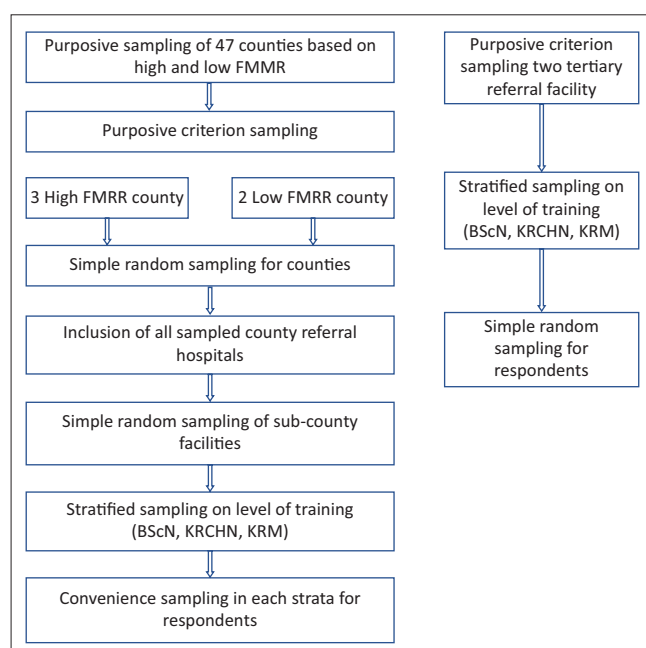 Purposive sampling of 47 counties based on
high and low FMMR
Purposive criterion sampling
3 High FMRR county
2 Low FMRR county
Simple random sampling for counties
Inclusion of all sampled county referral
hospitals
Simple random sampling of sub-county
facilities
Stratified sampling on level of training
(BScN, KRCHN, KRM)
Convenience sampling in each strata for
respondents
Purposive criterion
sampling two tertiary
referral facility
Stratified sampling on
level of training
(BScN, KRCHN, KRM)
Simple random
sampling for
respondents